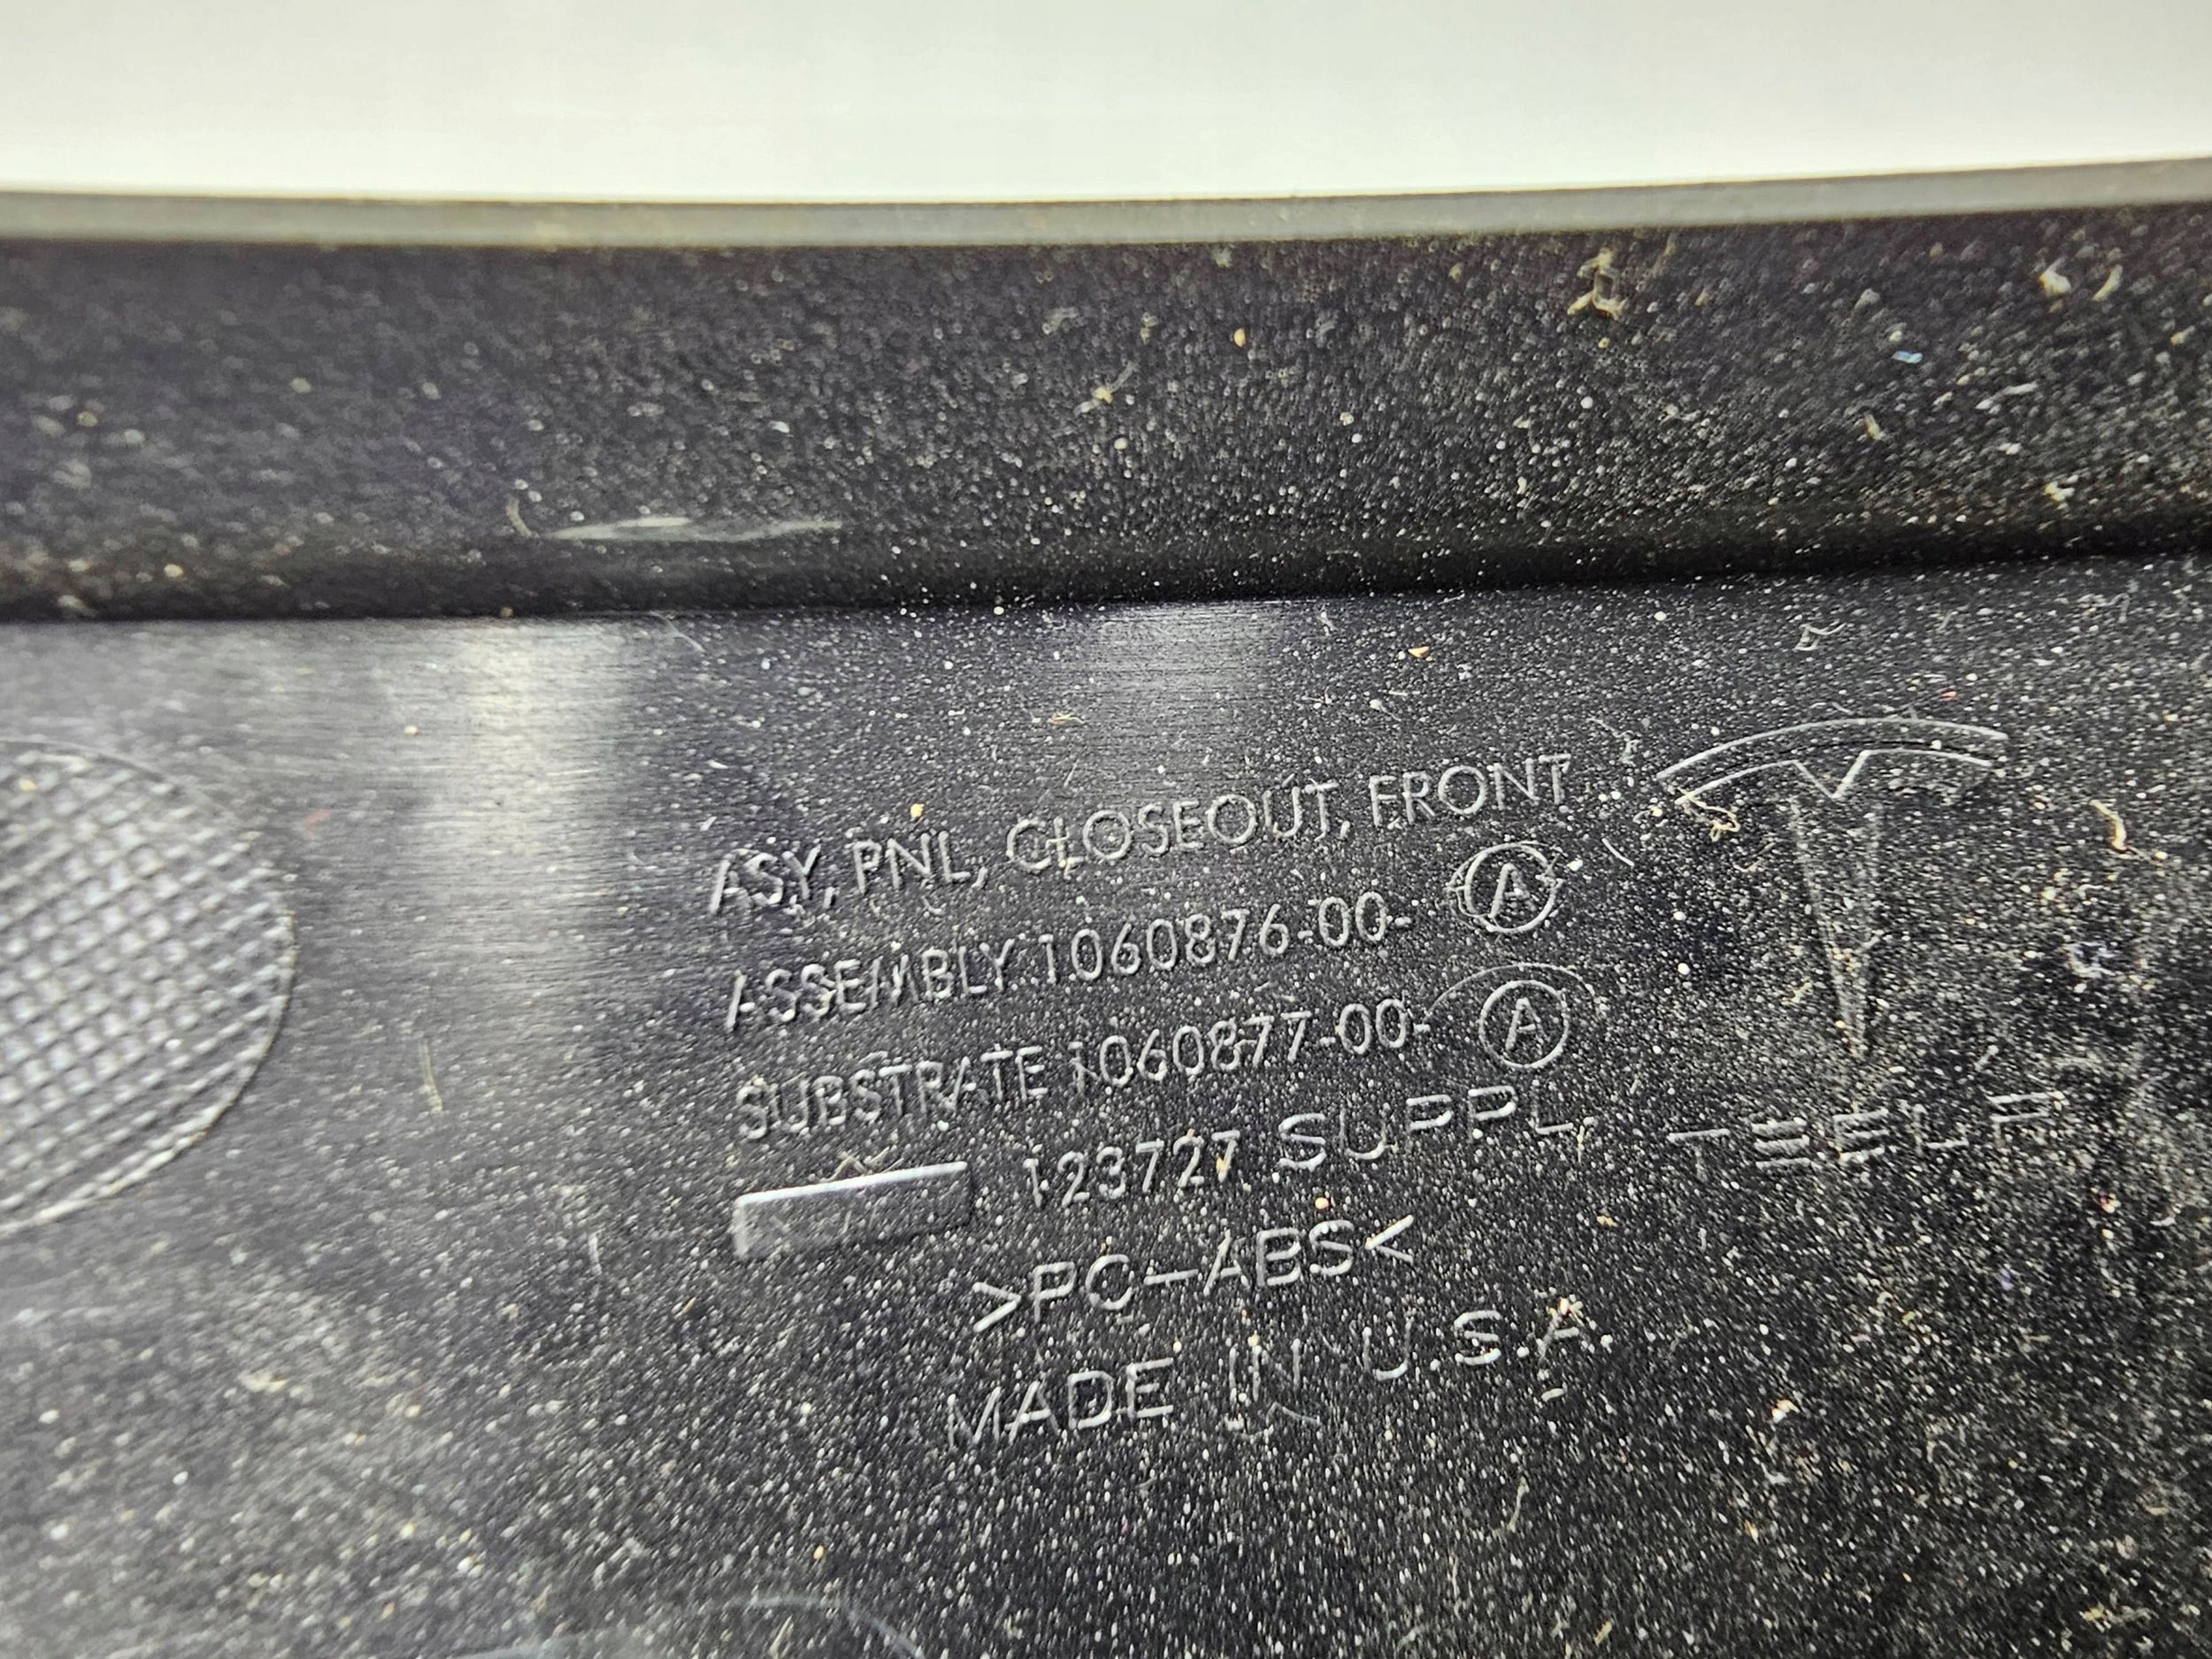 ASY, PNL, CLOSEOUT, FRONT
ASSEMBLY 1060876-00- A
SUBSTRATE 1060877-00- A
123727 SUPPL.
>PC-ABS<
MADE IN U.S.A.
TESLA